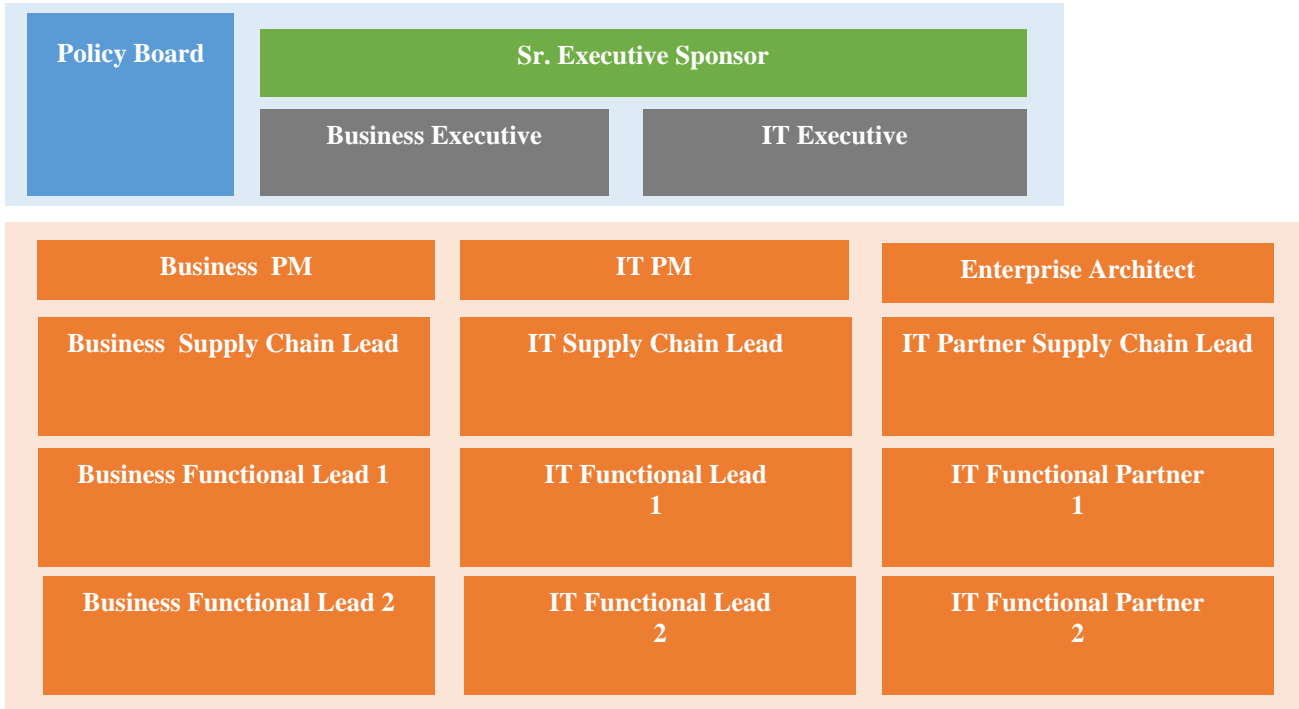 Policy Board
Sr. Executive Sponsor
Business Executive
IT Executive
Business  PM
IT PM
Enterprise Architect
Business  Supply Chain Lead
IT Supply Chain Lead
IT Partner Supply Chain Lead
Business Functional Lead 1
IT Functional Lead
1
IT Functional Partner
1
Business Functional Lead 2
IT Functional Lead
2
IT Functional Partner
2